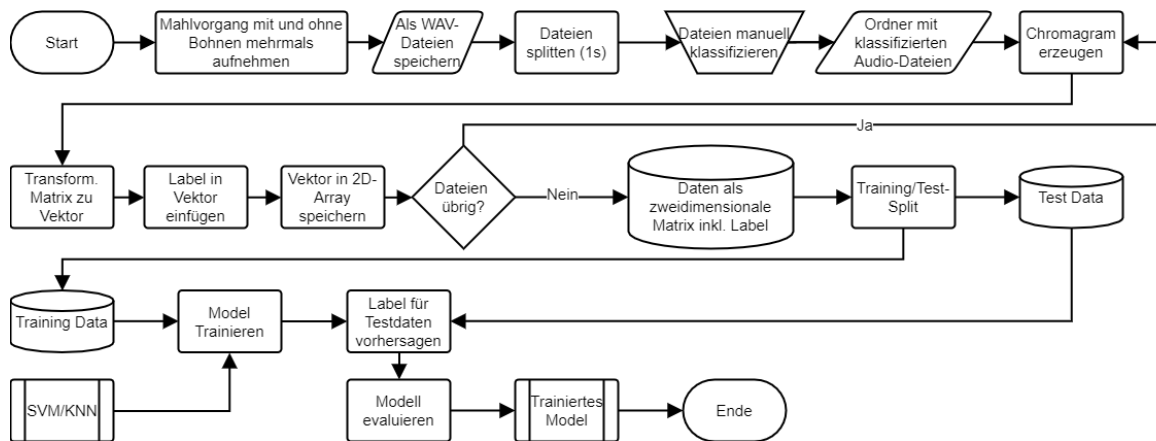 Start
Mahlvorgang mit und ohne
Bohnen mehrmals
aufnehmen
Als WAV-
Dateien
speichern
Dateien
splitten (1s)
Dateien manuell
klassifizieren
Ordner mit
klassifizierten
Audio-Dateien
Chromagram
erzeugen
Ja
Transform.
Matrix zu
Vektor
Label in
Vektor
einfügen
Vektor in 2D-
Array
speichern
Dateien
übrig?
Nein
Daten als
zweidimensionale
Matrix inkl. Label
Training/Test-
Split
Test Data
Training Data
Model
Trainieren
Label für
Testdaten
vorhersagen
SVM/KNN
Modell
evaluieren
Trainiertes
Model
Ende